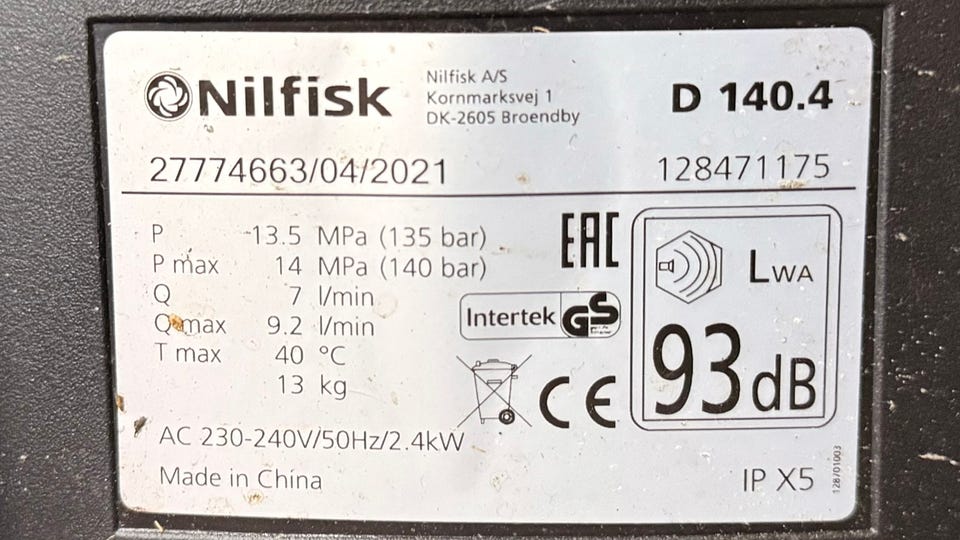 Nilfisk
Nilfisk A/S
Kornmarksvej 1
DK-2605 Broendby
D 140.4
27774663/04/2021
128471175
P 13.5 MPa (135 bar)
P max 14 MPa (140 bar)
Q 7 l/min
Q max 9.2 l/min
T max 40 °C
13 kg
AC 230-240V/50Hz/2.4kW
Made in China
EAC
Intertek GS
CE
LWA
93dB
IP X5
128701003